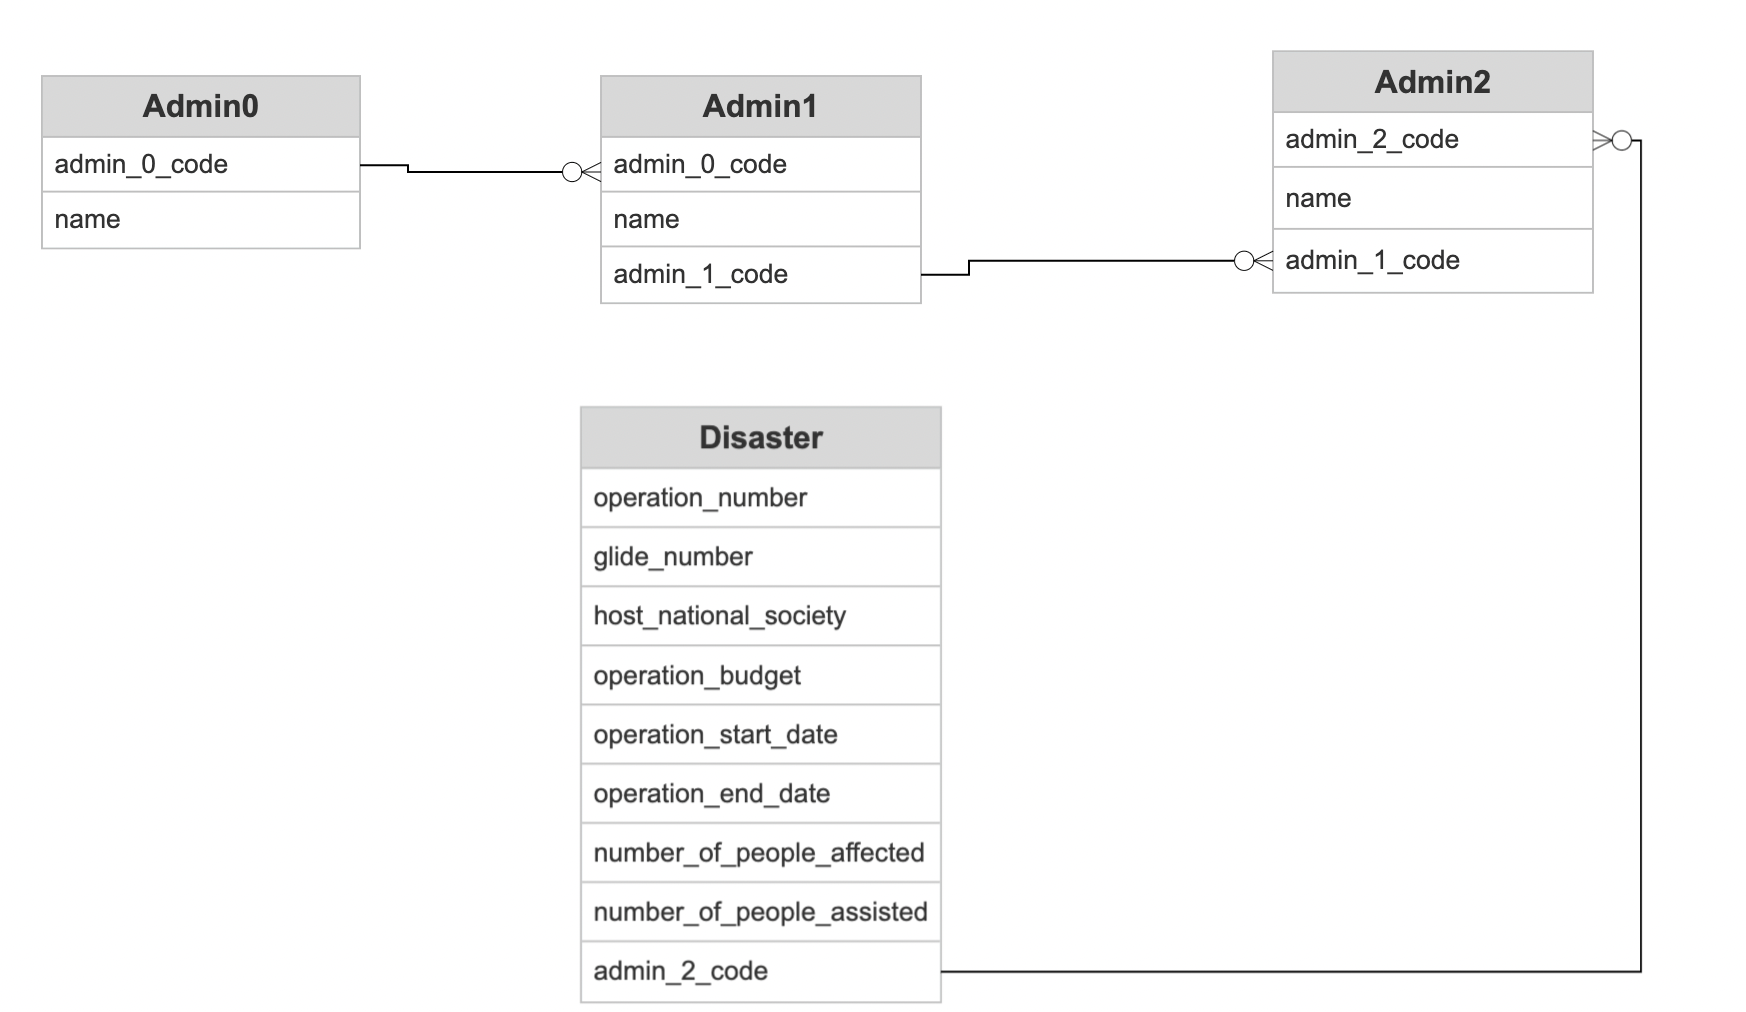 Admin0
admin_0_code
name
Admin1
admin_0_code
name
admin_1_code
Admin2
admin_2_code
name
admin_1_code
Disaster
operation_number
glide_number
host_national_society
operation_budget
operation_start_date
operation_end_date
number_of_people_affected
number_of_people_assisted
admin_2_code